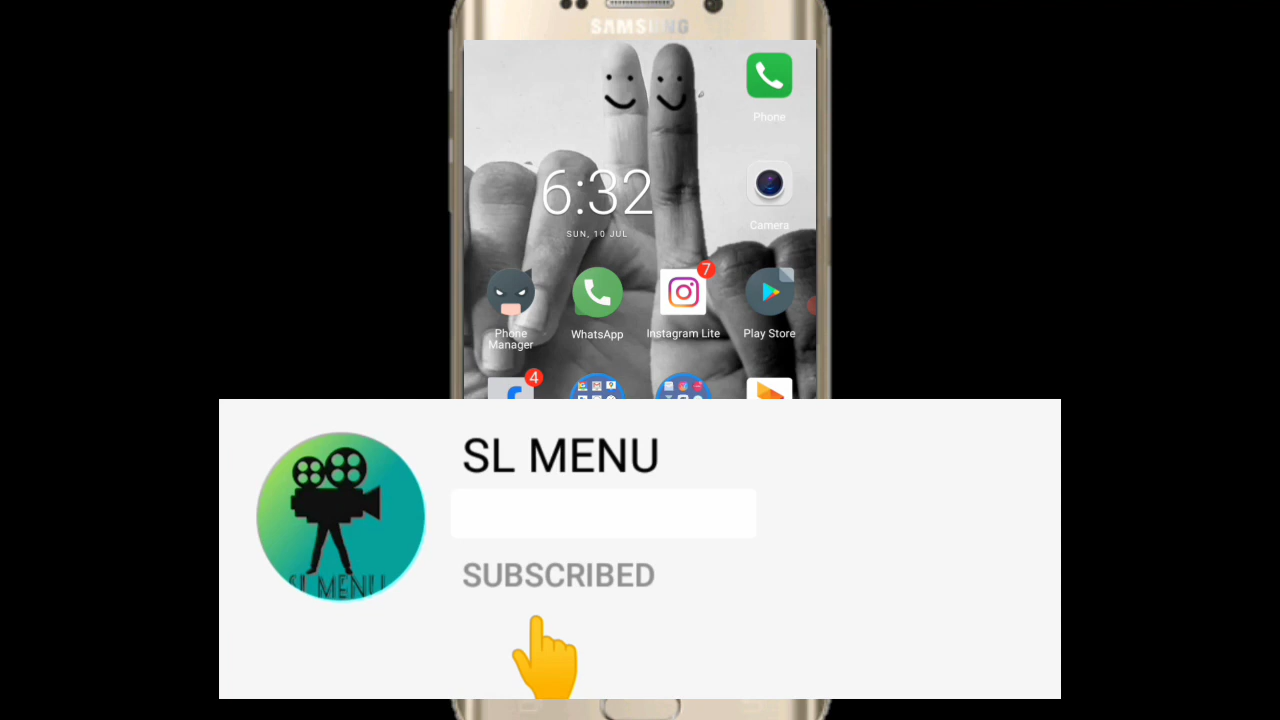 SAMSUNG
Phone
6:32
SUN, 10 JUL
Camera
7
Phone Manager
WhatsApp
Instagram Lite
Play Store
4
SL MENU
SUBSCRIBED
SL MENU